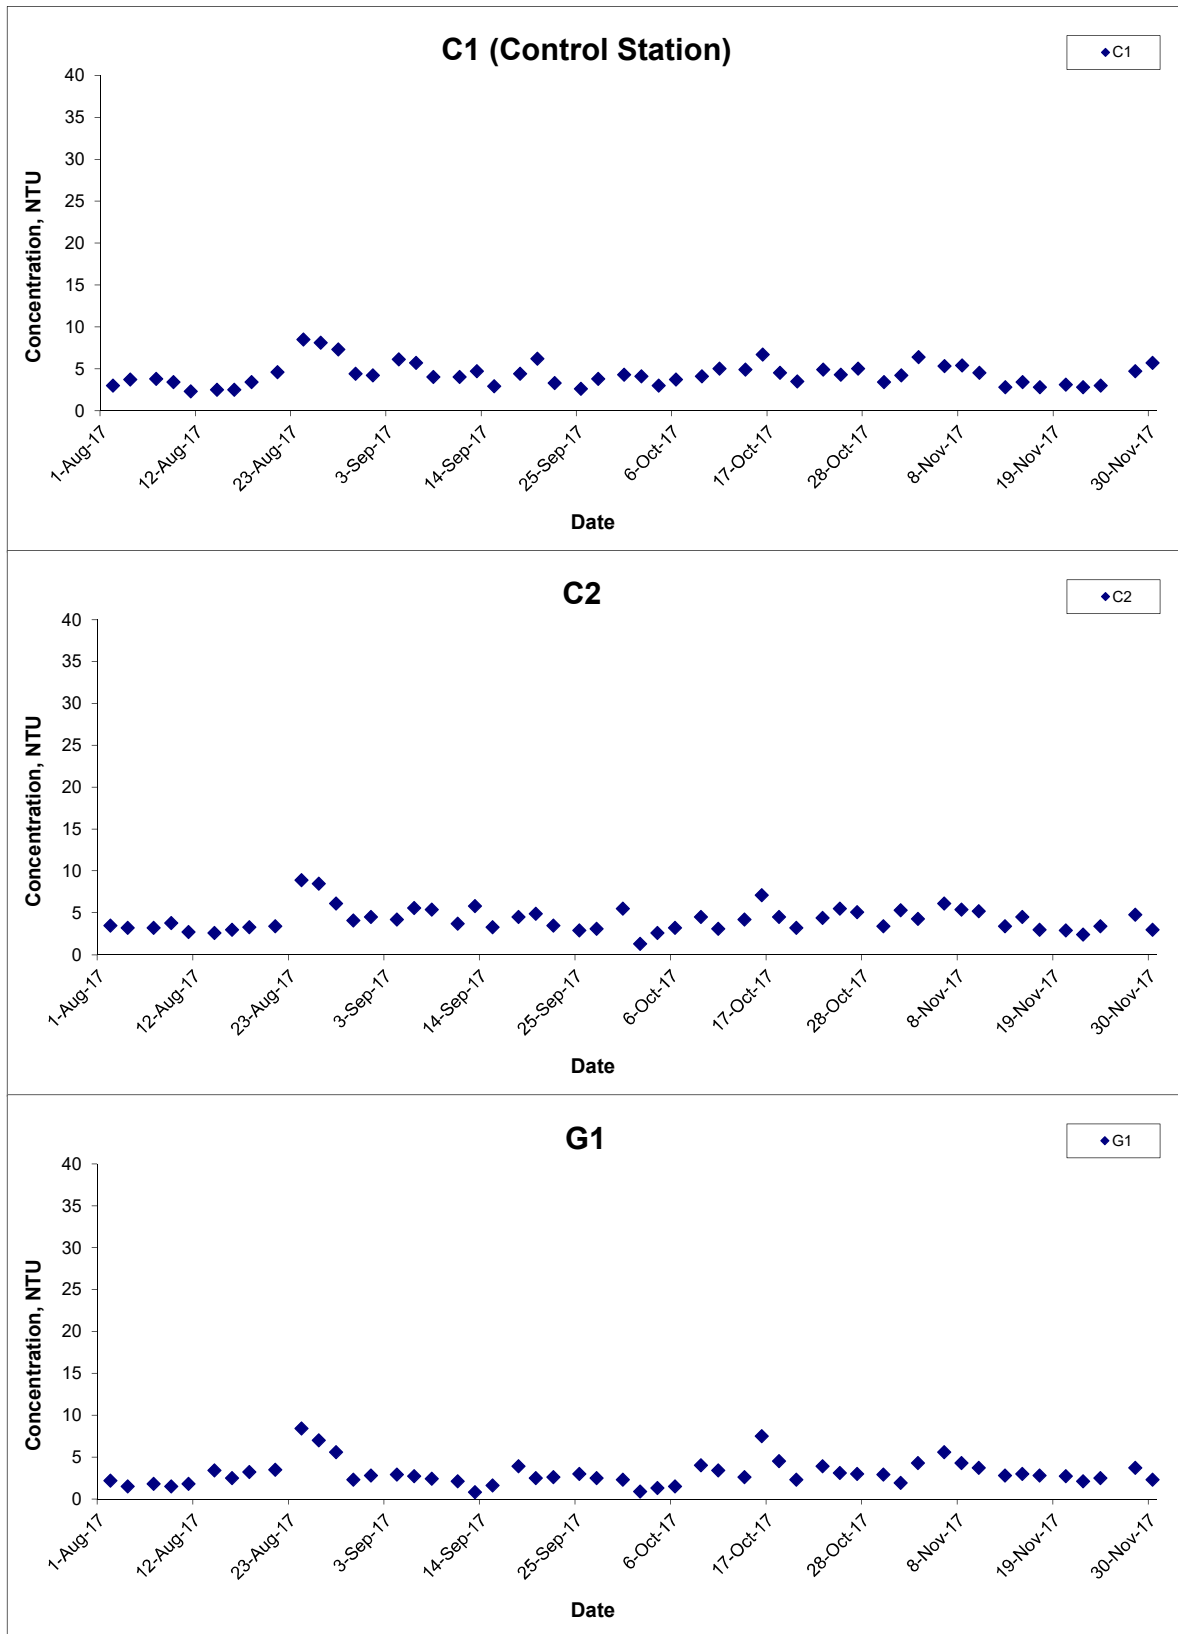 C1 (Control Station)
C1
40
35
30
25
20
15
10
5
0
Concentration, NTU
1-Aug-17
12-Aug-17
23-Aug-17
3-Sep-17
14-Sep-17
25-Sep-17
6-Oct-17
17-Oct-17
28-Oct-17
8-Nov-17
19-Nov-17
30-Nov-17
Date
C2
C2
40
35
30
25
20
15
10
5
0
Concentration, NTU
1-Aug-17
12-Aug-17
23-Aug-17
3-Sep-17
14-Sep-17
25-Sep-17
6-Oct-17
17-Oct-17
28-Oct-17
8-Nov-17
19-Nov-17
30-Nov-17
Date
G1
G1
40
35
30
25
20
15
10
5
0
Concentration, NTU
1-Aug-17
12-Aug-17
23-Aug-17
3-Sep-17
14-Sep-17
25-Sep-17
6-Oct-17
17-Oct-17
28-Oct-17
8-Nov-17
19-Nov-17
30-Nov-17
Date